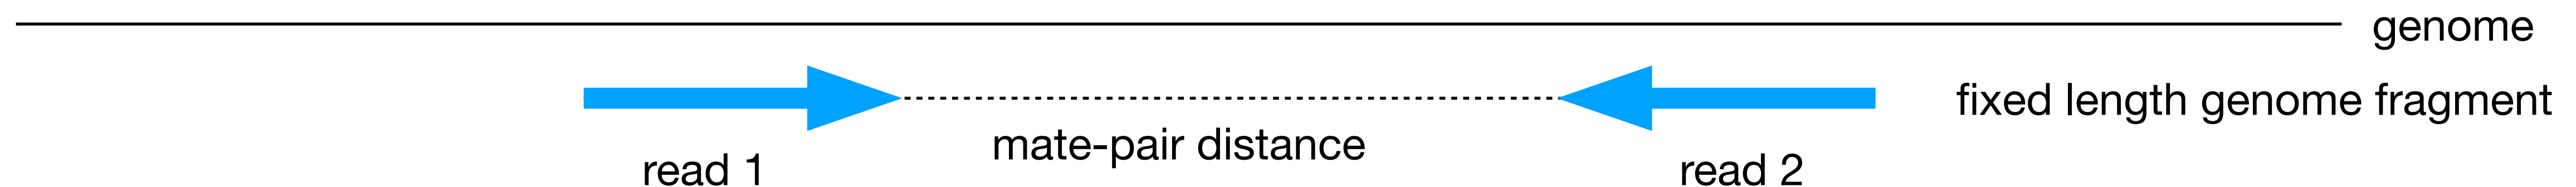 genome
fixed length genome fragment
mate-pair distance
read 1
read 2